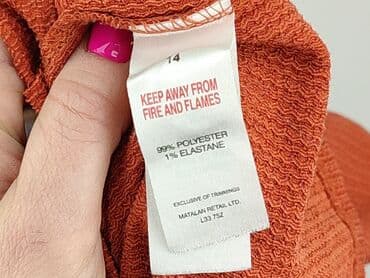 14
KEEP AWAY FROM
FIRE AND FLAMES
99% POLYESTER
1% ELASTANE
EXCLUSIVE OF TRIMMINGS
MATALAN RETAIL LTD.
L33 7SZ